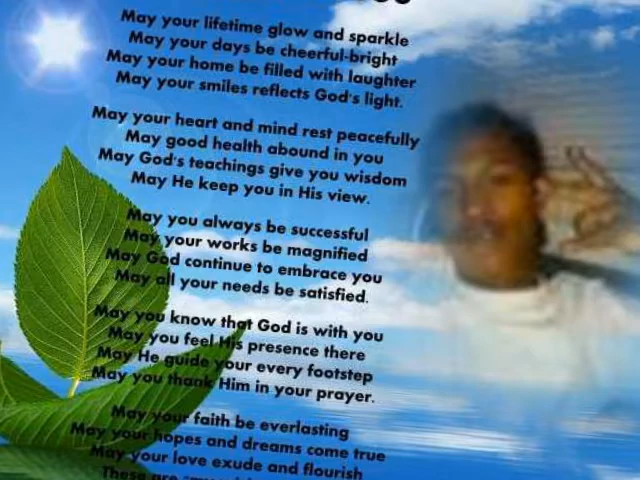 May your lifetime glow and sparkle
May your days be cheerful-bright
May your home be filled with laughter
May your smiles reflects God's light.
May your heart and mind rest peacefully
May good health abound in you
May God's teachings give you wisdom
May He keep you in His view.
May you always be successful
May your works be magnified
May God continue to embrace you
May all your needs be satisfied.
May you know that God is with you
May you feel His presence there
May He guide your every footstep
May you thank Him in your prayer.
May your faith be everlasting
May your hopes and dreams come true
May your love exude and flourish
These are